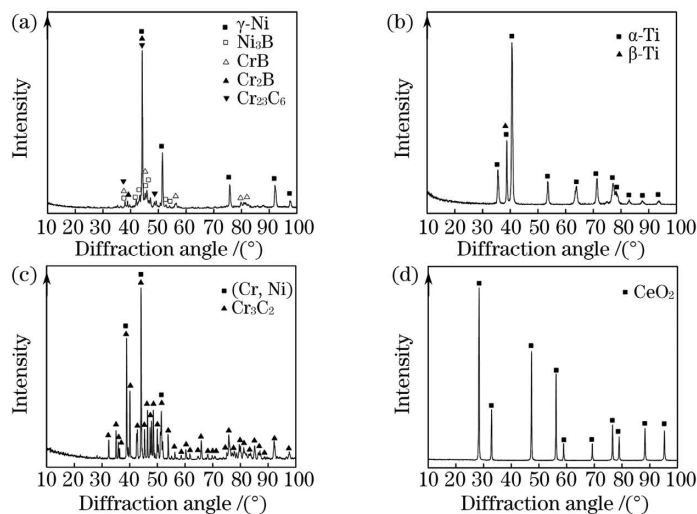 (a)
γ-Ni
Ni₃B
CrB
Cr₂B
Cr₂₃C₆
Intensity
10 20 30 40 50 60 70 80 90 100
Diffraction angle /(°)
(b)
α-Ti
β-Ti
Intensity
10 20 30 40 50 60 70 80 90 100
Diffraction angle /(°)
(c)
(Cr, Ni)
Cr₃C₂
Intensity
10 20 30 40 50 60 70 80 90 100
Diffraction angle /(°)
(d)
CeO₂
Intensity
10 20 30 40 50 60 70 80 90 100
Diffraction angle /(°)